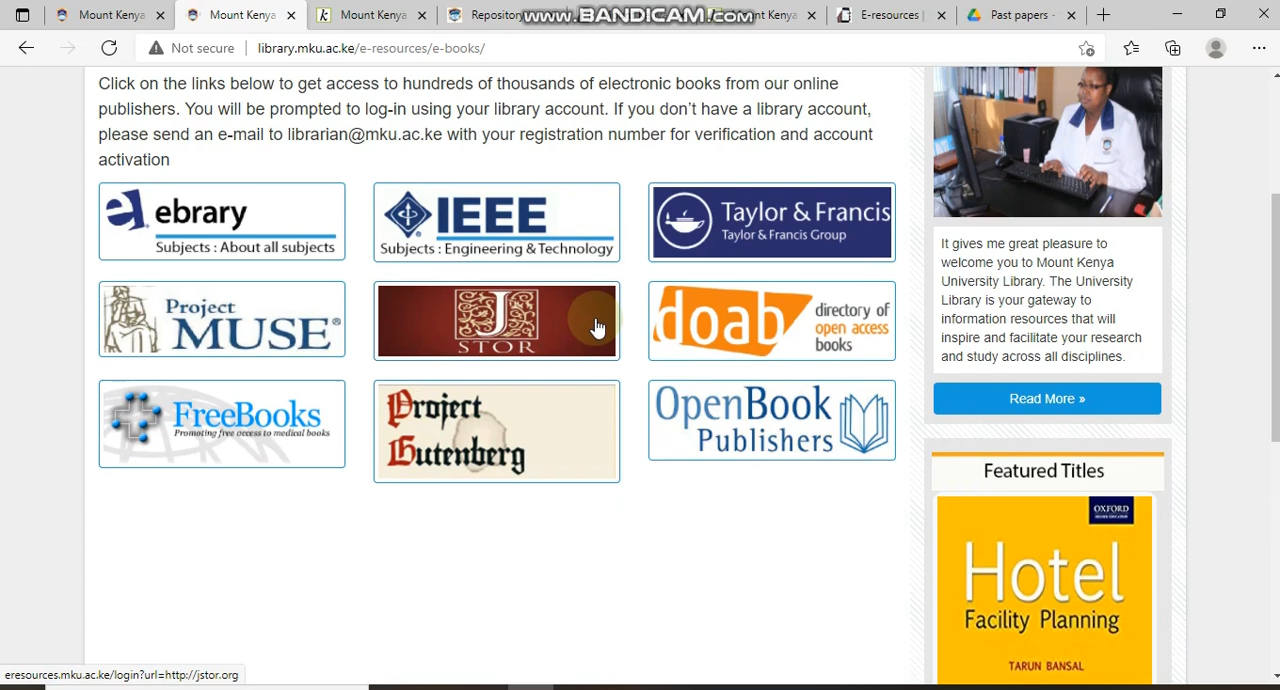 www.BANDICAM.com
Mount Kenya
Mount Kenya
Mount Kenya
Repository
Kenya
E-resources |
Past papers -
Not secure
library.mku.ac.ke/e-resources/e-books/
Click on the links below to get access to hundreds of thousands of electronic books from our online
publishers. You will be prompted to log-in using your library account. If you don’t have a library account,
please send an e-mail to librarian@mku.ac.ke with your registration number for verification and account
activation
ebrary
Subjects : About all subjects
IEEE
Subjects : Engineering & Technology
Taylor & Francis
Taylor & Francis Group
Project
MUSE®
J
STOR
doab
directory of
open access
books
FreeBooks
Promoting free access to medical books
Project
Gutenberg
OpenBook
Publishers
It gives me great pleasure to
welcome you to Mount Kenya
University Library. The University
Library is your gateway to
information resources that will
inspire and facilitate your research
and study across all disciplines.
Read More »
Featured Titles
OXFORD
HIGHER EDUCATION
Hotel
Facility Planning
TARUN BANSAL
eresources.mku.ac.ke/login?url=http://jstor.org